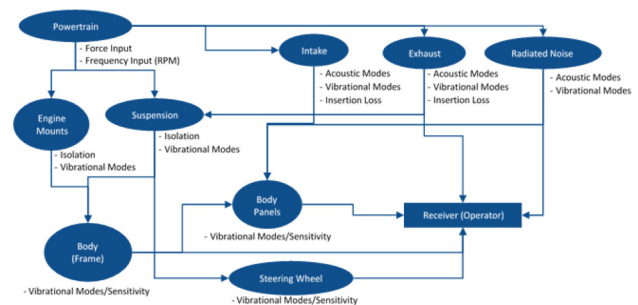 Powertrain
- Force Input
- Frequency Input (RPM)
Intake
- Acoustic Modes
- Vibrational Modes
- Insertion Loss
Exhaust
- Acoustic Modes
- Vibrational Modes
- Insertion Loss
Radiated Noise
- Acoustic Modes
- Vibrational Modes
Engine
Mounts
- Isolation
- Vibrational Modes
Suspension
- Isolation
- Vibrational Modes
Body
Panels
- Vibrational Modes/Sensitivity
Receiver (Operator)
Body
(Frame)
- Vibrational Modes/Sensitivity
Steering Wheel
- Vibrational Modes/Sensitivity